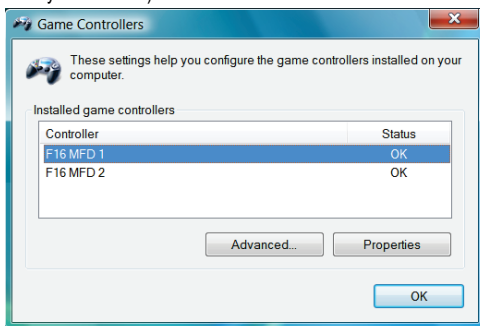 Game Controllers
These settings help you configure the game controllers installed on your
computer.
Installed game controllers
Controller Status
F16 MFD 1 OK
F16 MFD 2 OK
Advanced... Properties
OK